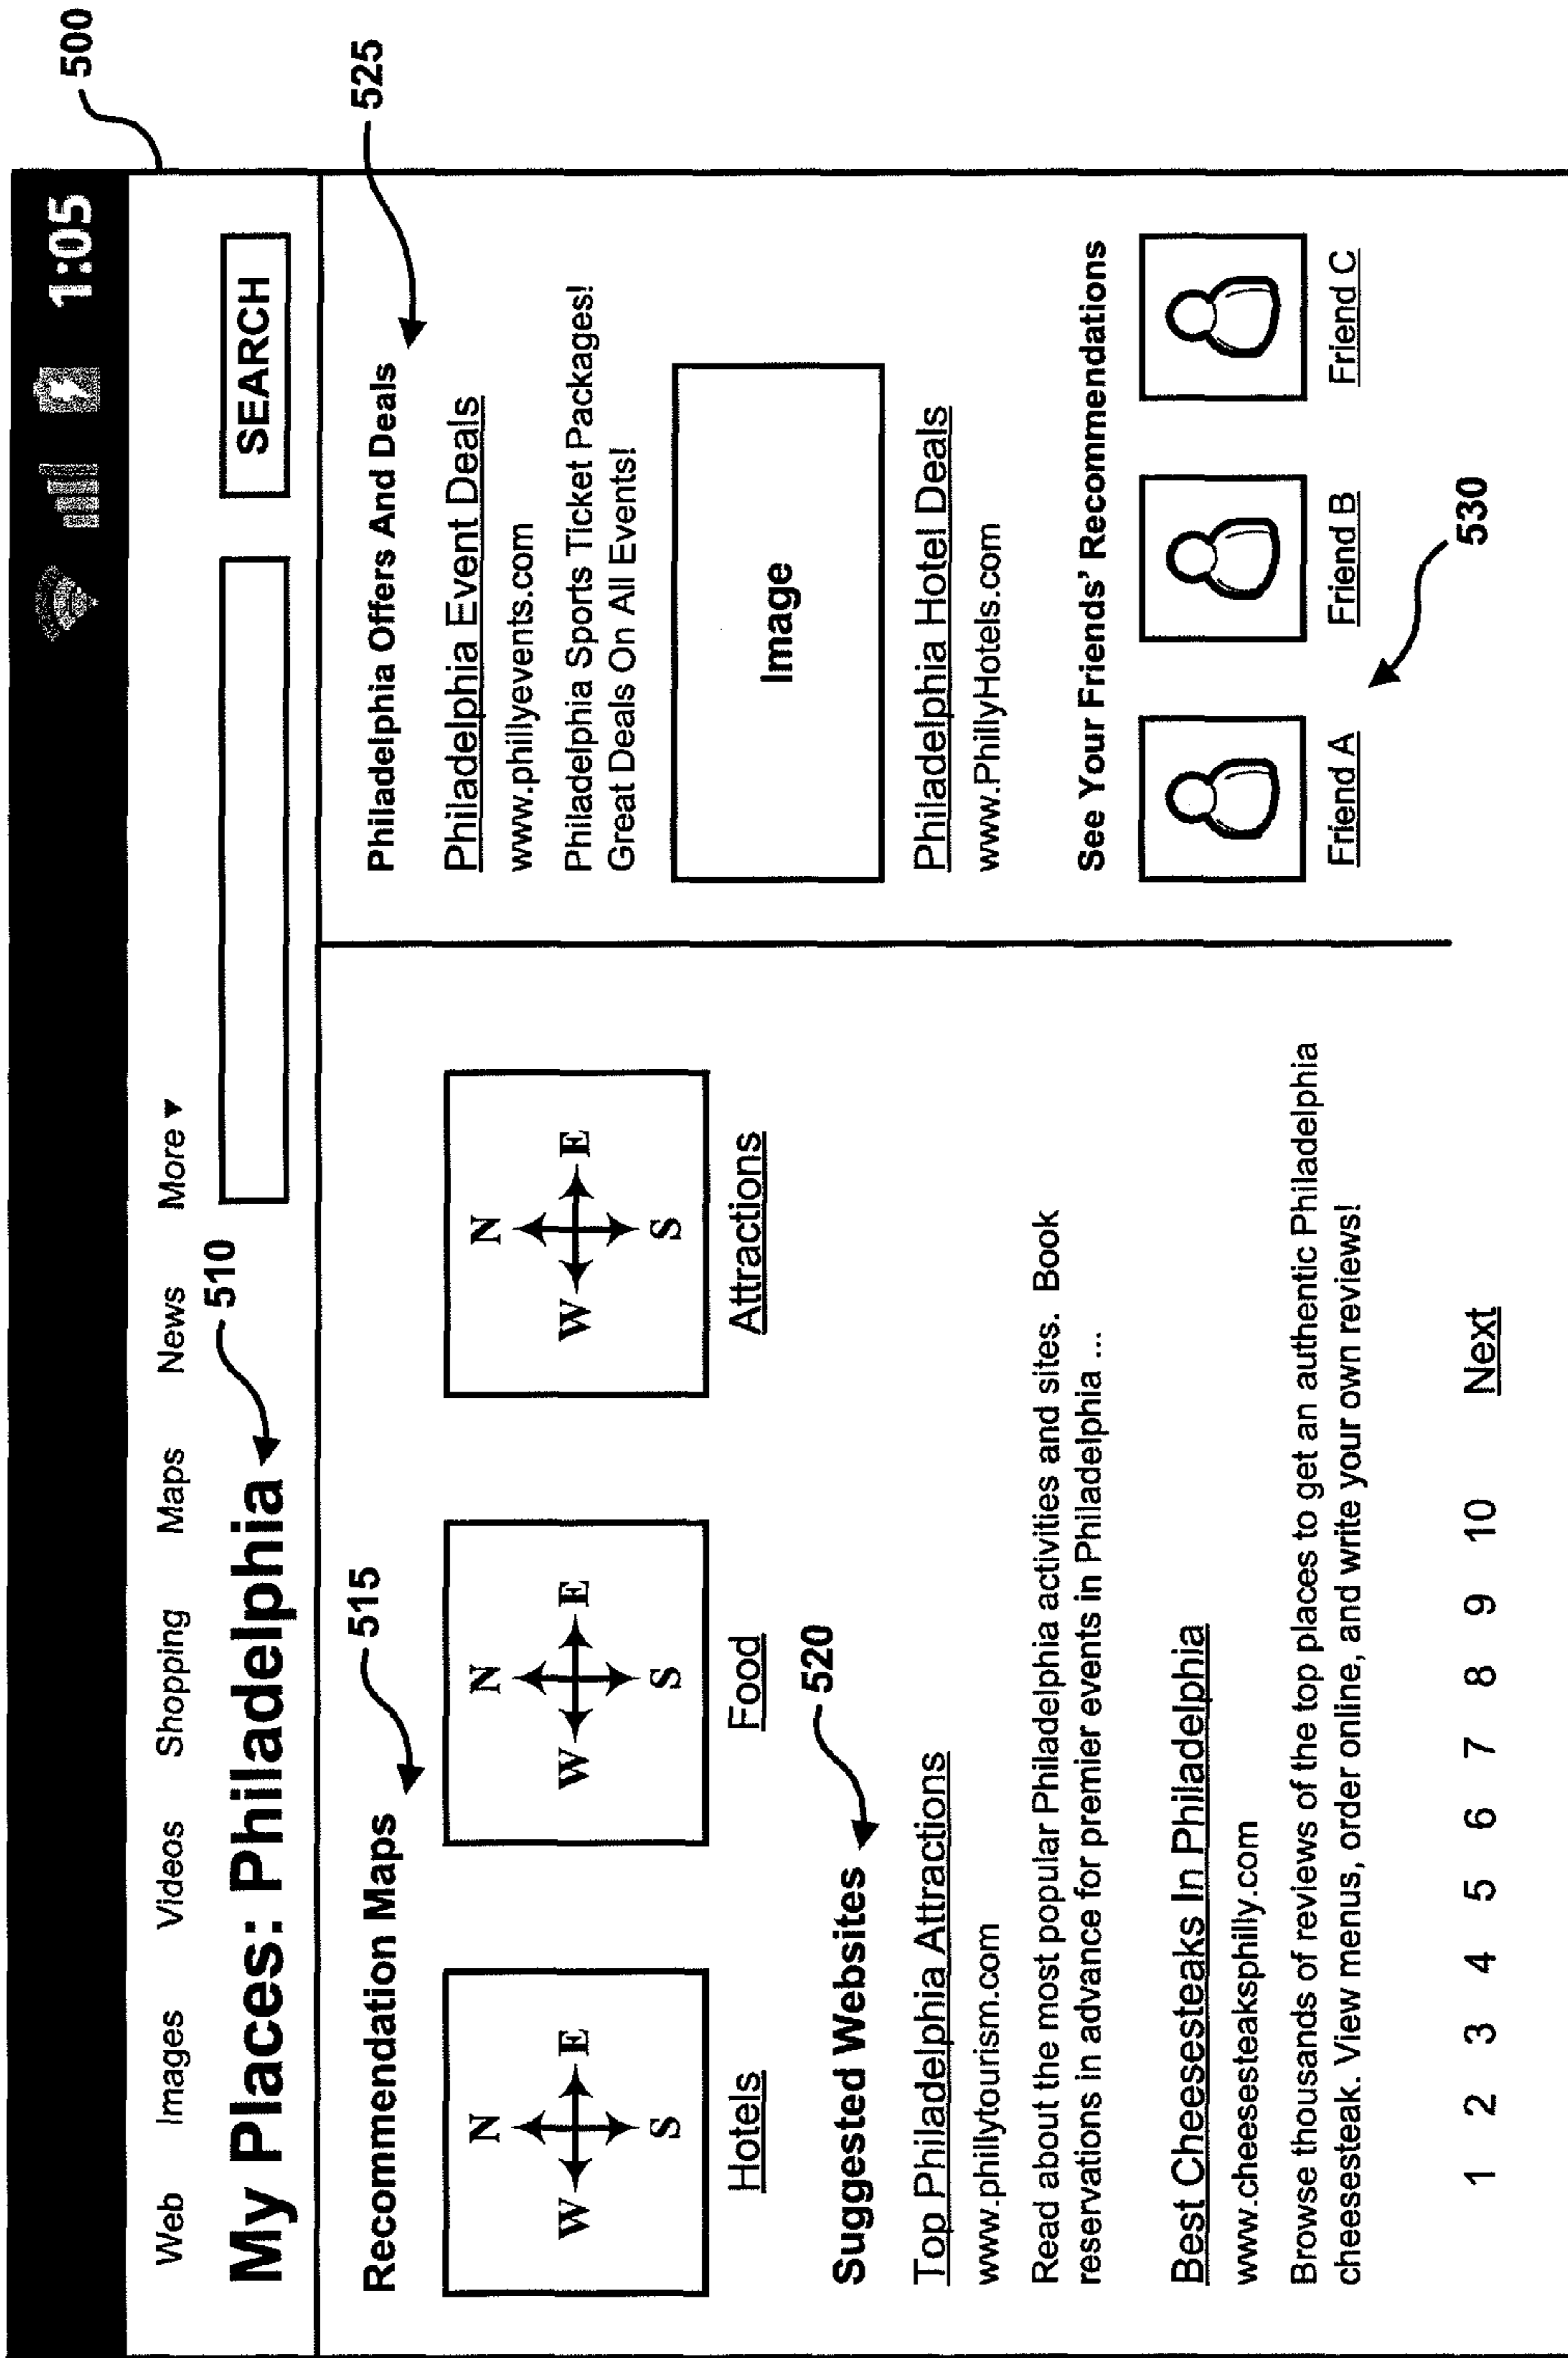 1:05
500
Web Images Videos Shopping Maps News More ▾
My Places: Philadelphia
510
SEARCH
Recommendation Maps
515
N
W E
S
Hotels
N
W E
S
Food
N
W E
S
Attractions
Suggested Websites
520
Top Philadelphia Attractions
www.phillytourism.com
Read about the most popular Philadelphia activities and sites. Book
reservations in advance for premier events in Philadelphia ...
Best Cheesesteaks In Philadelphia
www.cheesesteaksphilly.com
Browse thousands of reviews of the top places to get an authentic Philadelphia
cheesesteak. View menus, order online, and write your own reviews!
1 2 3 4 5 6 7 8 9 10 Next
Philadelphia Offers And Deals
525
Philadelphia Event Deals
www.phillyevents.com
Philadelphia Sports Ticket Packages!
Great Deals On All Events!
Image
Philadelphia Hotel Deals
www.PhillyHotels.com
See Your Friends' Recommendations
Friend A Friend B Friend C
530